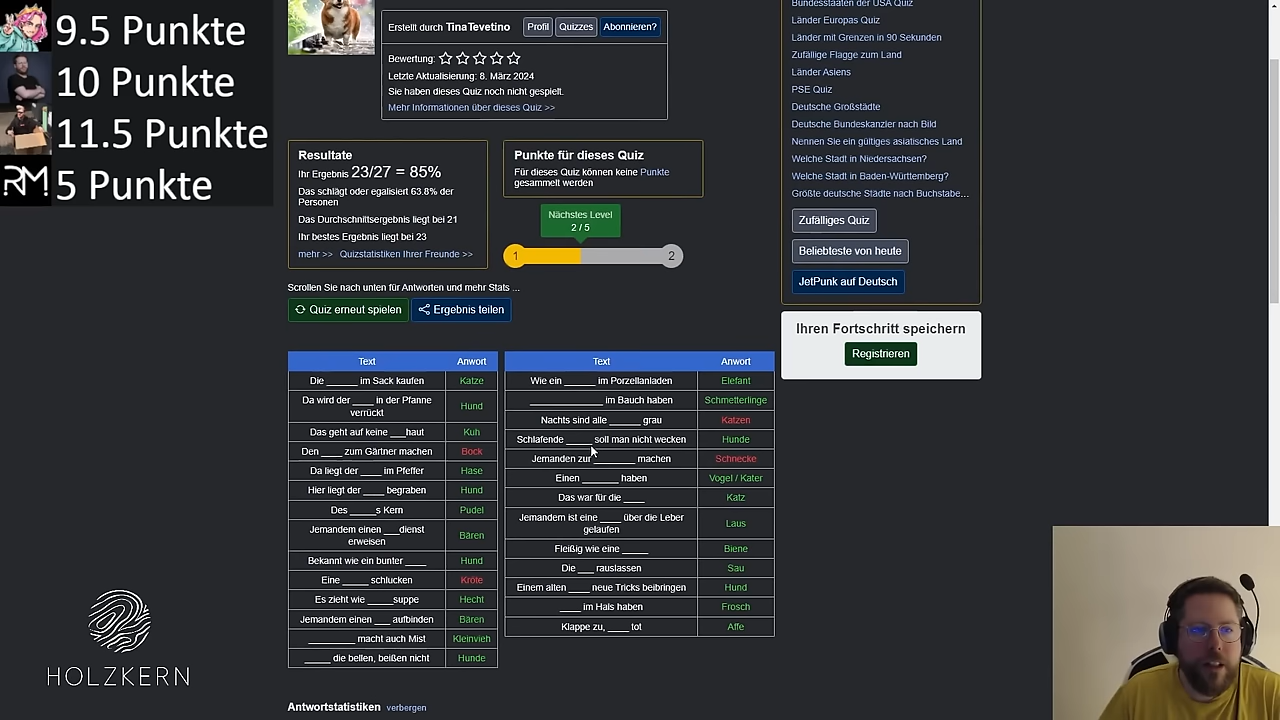 9.5 Punkte
10 Punkte
11.5 Punkte
RM
5 Punkte
Erstellt durch TinaTevetino Profil Quizzes Abonnieren?
Bewertung:
Letzte Aktualisierung: 8. März 2024
Sie haben dieses Quiz noch nicht gespielt.
Mehr Informationen über dieses Quiz >>
Resultate
Ihr Ergebnis 23/27 = 85%
Das schlägt oder egalisiert 63.8% der
Personen
Das Durchschnittsergebnis liegt bei 21
Ihr bestes Ergebnis liegt bei 23
mehr >> Quizstatistiken Ihrer Freunde >>
Punkte für dieses Quiz
Für dieses Quiz können keine Punkte
gesammelt werden
Nächstes Level
2 / 5
1 2
Scrollen Sie nach unten für Antworten und mehr Stats ...
Quiz erneut spielen Ergebnis teilen
Text Anwort
Die ______ im Sack kaufen Katze
Da wird der ____ in der Pfanne
verrückt Hund
Das geht auf keine ___haut Kuh
Den ____ zum Gärtner machen Bock
Da liegt der ____ im Pfeffer Hase
Hier liegt der ____ begraben Hund
Des _____s Kern Pudel
Jemandem einen ___dienst
erweisen Bären
Bekannt wie ein bunter ____ Hund
Eine _____ schlucken Kröte
Es zieht wie _____suppe Hecht
Jemandem einen ___ aufbinden Bären
_________ macht auch Mist Kleinvieh
_____ die bellen, beißen nicht Hunde
Text Anwort
Wie ein ______ im Porzellanladen Elefant
______________ im Bauch haben Schmetterlinge
Nachts sind alle ______ grau Katzen
Schlafende _____ soll man nicht wecken Hunde
Jemanden zur ________ machen Schnecke
Einen _______ haben Vogel / Kater
Das war für die ____ Katz
Jemandem ist eine ____ über die Leber
gelaufen Laus
Fleißig wie eine _____ Biene
Die ___ rauslassen Sau
Einem alten ____ neue Tricks beibringen Hund
____ im Hals haben Frosch
Klappe zu, ____ tot Affe
Antwortstatistiken verbergen
Bundesstaaten der USA Quiz
Länder Europas Quiz
Länder mit Grenzen in 90 Sekunden
Zufällige Flagge zum Land
Länder Asiens
PSE Quiz
Deutsche Großstädte
Deutsche Bundeskanzler nach Bild
Nennen Sie ein gültiges asiatisches Land
Welche Stadt in Niedersachsen?
Welche Stadt in Baden-Württemberg?
Größte deutsche Städte nach Buchstabe...
Zufälliges Quiz
Beliebteste von heute
JetPunk auf Deutsch
Ihren Fortschritt speichern
Registrieren
HOLZKERN